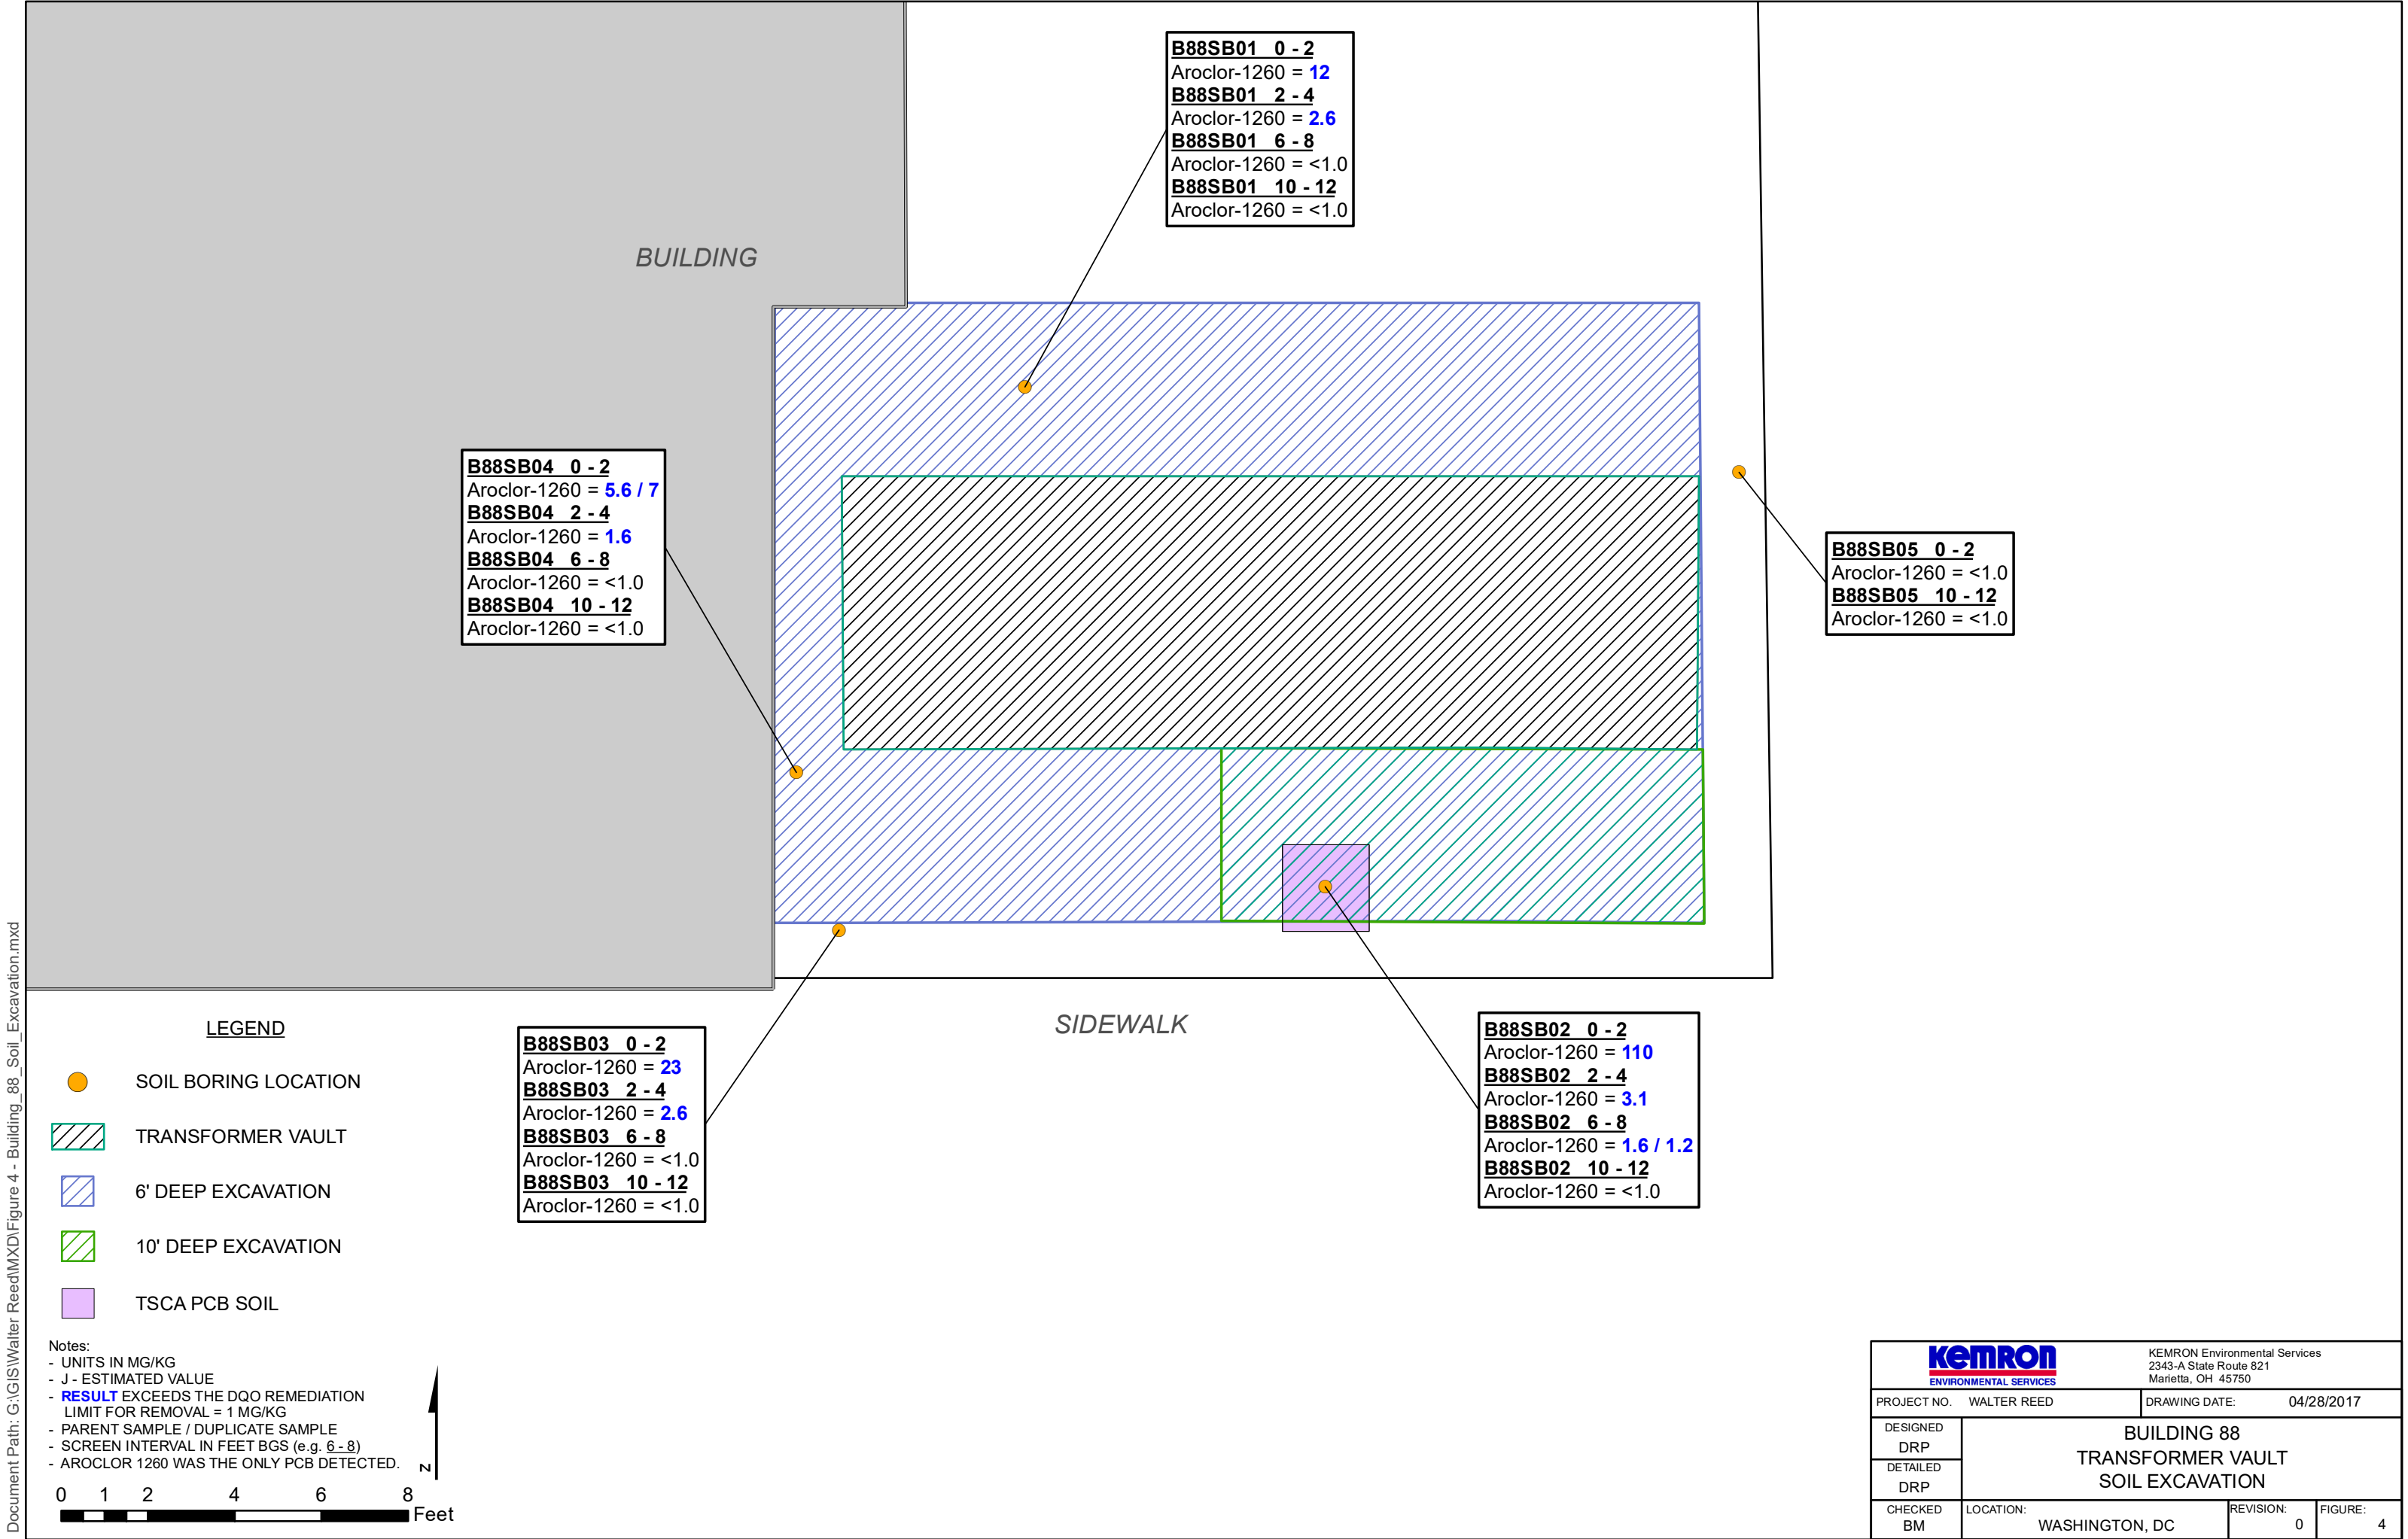 B88SB01 0 - 2
Aroclor-1260 = 12
B88SB01 2 - 4
Aroclor-1260 = 2.6
B88SB01 6 - 8
Aroclor-1260 = <1.0
B88SB01 10 - 12
Aroclor-1260 = <1.0
BUILDING
B88SB04 0 - 2
Aroclor-1260 = 5.6 / 7
B88SB04 2 - 4
Aroclor-1260 = 1.6
B88SB04 6 - 8
Aroclor-1260 = <1.0
B88SB04 10 - 12
Aroclor-1260 = <1.0
B88SB05 0 - 2
Aroclor-1260 = <1.0
B88SB05 10 - 12
Aroclor-1260 = <1.0
SIDEWALK
B88SB03 0 - 2
Aroclor-1260 = 23
B88SB03 2 - 4
Aroclor-1260 = 2.6
B88SB03 6 - 8
Aroclor-1260 = <1.0
B88SB03 10 - 12
Aroclor-1260 = <1.0
B88SB02 0 - 2
Aroclor-1260 = 110
B88SB02 2 - 4
Aroclor-1260 = 3.1
B88SB02 6 - 8
Aroclor-1260 = 1.6 / 1.2
B88SB02 10 - 12
Aroclor-1260 = <1.0
LEGEND
SOIL BORING LOCATION
TRANSFORMER VAULT
6' DEEP EXCAVATION
10' DEEP EXCAVATION
TSCA PCB SOIL
Notes:
- UNITS IN MG/KG
- J - ESTIMATED VALUE
- RESULT EXCEEDS THE DQO REMEDIATION
LIMIT FOR REMOVAL = 1 MG/KG
- PARENT SAMPLE / DUPLICATE SAMPLE
- SCREEN INTERVAL IN FEET BGS (e.g. 6 - 8)
- AROCLOR 1260 WAS THE ONLY PCB DETECTED.
N
0 1 2 4 6 8
Feet
Document Path: G:\GIS\Walter Reed\MXD\Figure 4 - Building_88_Soil_Excavation.mxd
KEMRON
ENVIRONMENTAL SERVICES
KEMRON Environmental Services
2343-A State Route 821
Marietta, OH 45750
PROJECT NO. WALTER REED
DRAWING DATE: 04/28/2017
DESIGNED
DRP
DETAILED
DRP
CHECKED
BM
BUILDING 88
TRANSFORMER VAULT
SOIL EXCAVATION
LOCATION:
WASHINGTON, DC
REVISION:
0
FIGURE:
4